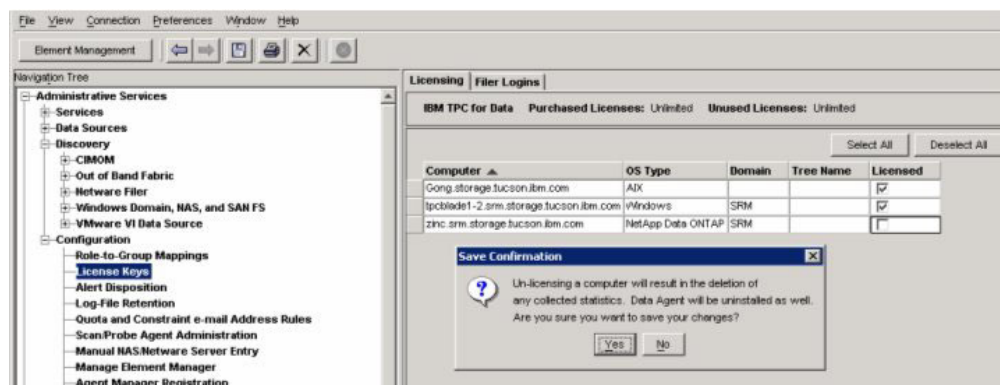 File View Connection Preferences Window Help
Element Management
Navigation Tree
Administrative Services
Services
Data Sources
Discovery
CIMOM
Out of Band Fabric
Netware Filer
Windows Domain, NAS, and SAN FS
VMware VI Data Source
Configuration
Role-to-Group Mappings
License Keys
Alert Disposition
Log-File Retention
Quota and Constraint e-mail Address Rules
Scan/Probe Agent Administration
Manual NAS/Netware Server Entry
Manage Element Manager
Agent Manager Registration
Licensing Filer Logins
IBM TPC for Data Purchased Licenses: Unlimited Unused Licenses: Unlimited
Select All Deselect All
Computer OS Type Domain Tree Name Licensed
Gong.storage.tucson.ibm.com AIX
tpcblade1-2.srm.storage.tucson.ibm.com Windows SRM
zinc.srm.storage.tucson.ibm.com NetApp Data ONTAP SRM
Save Confirmation
Un-licensing a computer will result in the deletion of
any collected statistics. Data Agent will be uninstalled as well.
Are you sure you want to save your changes?
Yes No